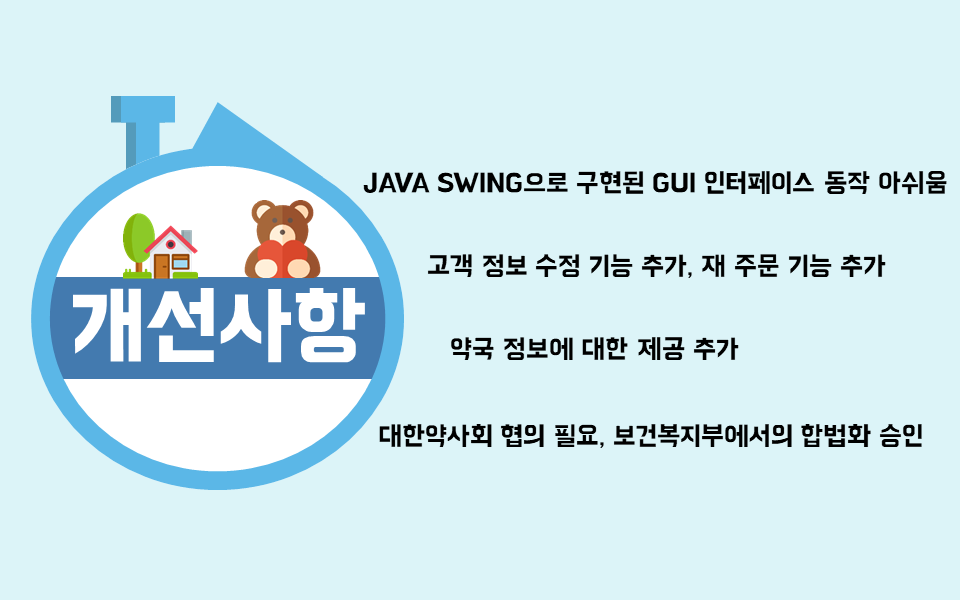 개선사항
JAVA SWING으로 구현된 GUI 인터페이스 동작 아쉬움
고객 정보 수정 기능 추가, 재 주문 기능 추가
약국 정보에 대한 제공 추가
대한약사회 협의 필요, 보건복지부에서의 합법화 승인